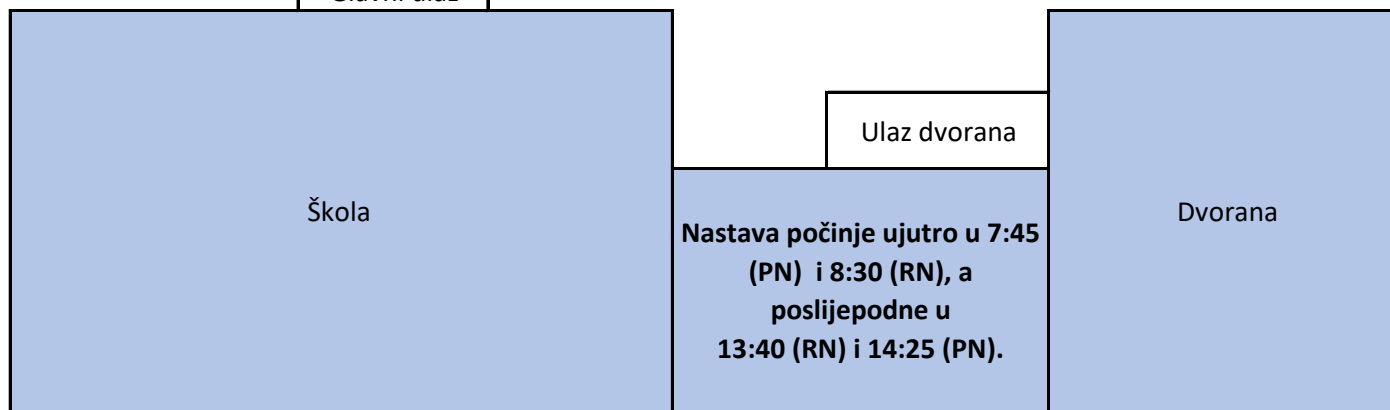 Ulaz dvorana
Škola
Dvorana
Nastava počinje ujutro u 7:45
(PN) i 8:30 (RN), a
poslijepodne u
13:40 (RN) i 14:25 (PN).